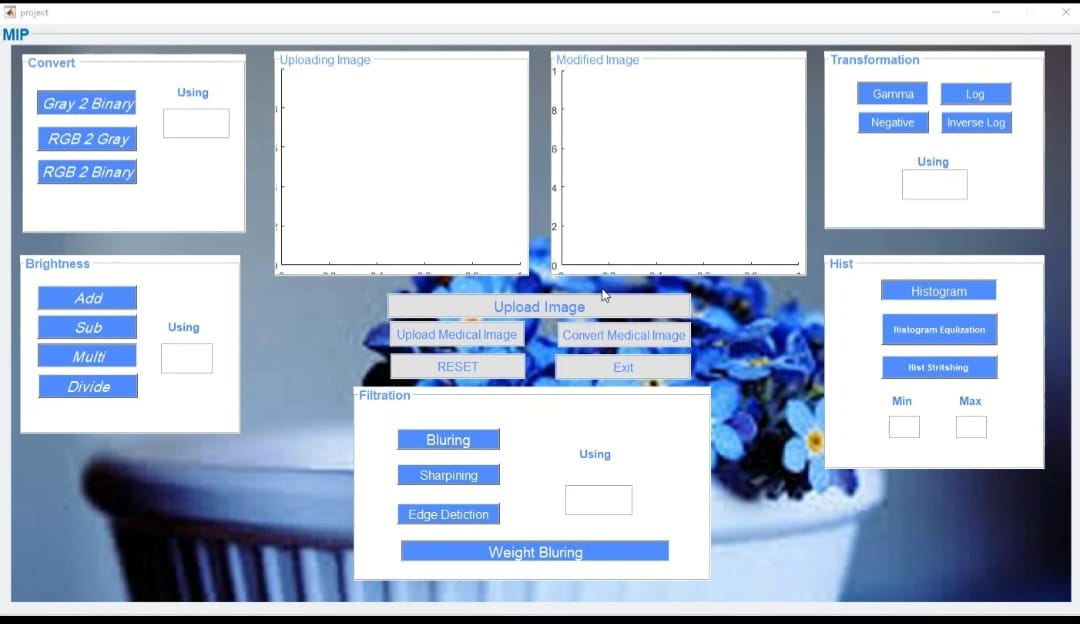 project
MIP
Convert
Gray 2 Binary
RGB 2 Gray
RGB 2 Binary
Using
Uploading Image
Modified Image
1
8
6
4
2
0
Transformation
Gamma
Log
Negative
Inverse Log
Using
Brightness
Add
Sub
Multi
Divide
Using
Upload Image
Upload Medical Image
Convert Medical Image
RESET
Exit
Hist
Histogram
Histogram Equlization
Hist Stritshing
Min
Max
Filtration
Bluring
Sharpining
Edge Detiction
Weight Bluring
Using